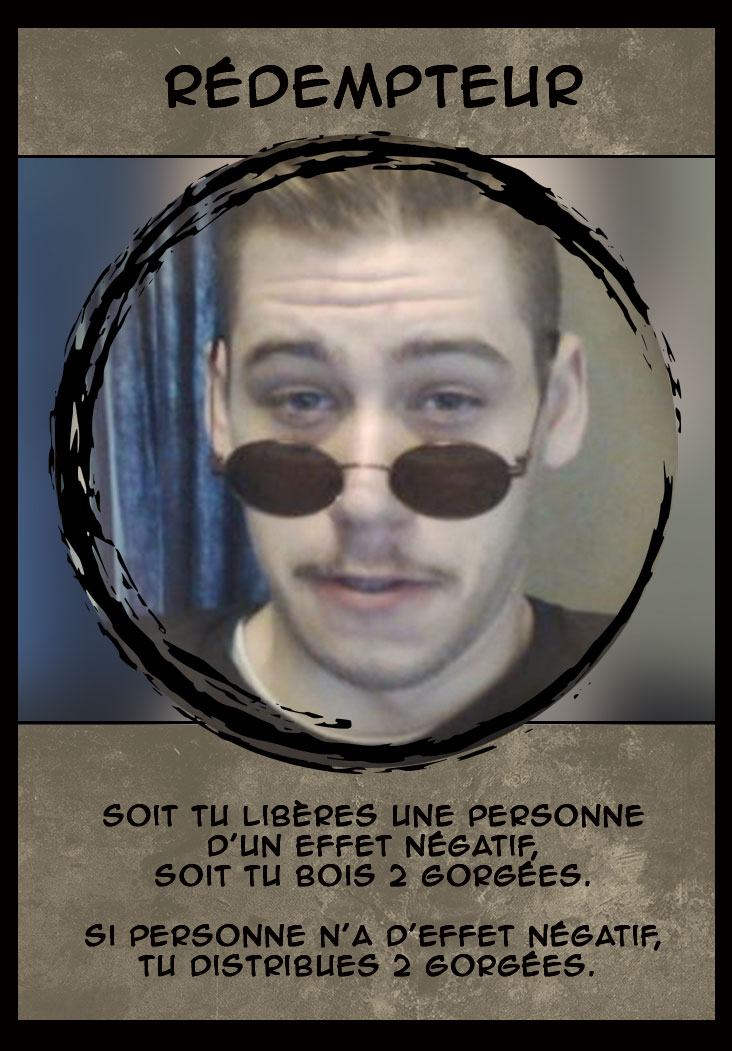 RÉDEMPTEUR
SOIT TU LIBÈRES UNE PERSONNE
D'UN EFFET NÉGATIF,
SOIT TU BOIS 2 GORGÉES.
SI PERSONNE N'A D'EFFET NÉGATIF,
TU DISTRIBUES 2 GORGÉES.